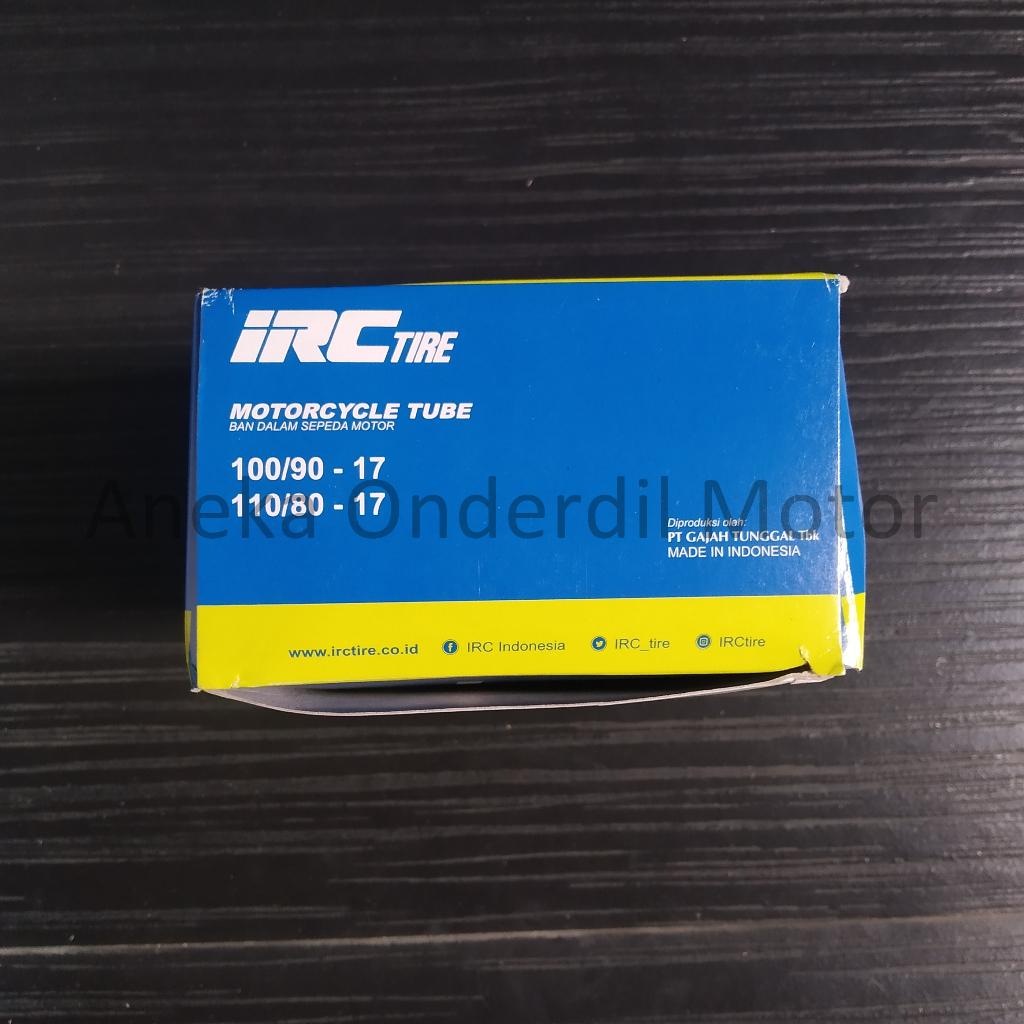 IRC TIRE
MOTORCYCLE TUBE
BAN DALAM SEPEDA MOTOR
100/90 - 17
110/80 - 17
Aneka Onderdil Motor
Diproduksi oleh:
PT GAJAH TUNGGAL Tbk
MADE IN INDONESIA
www.irctire.co.id IRC Indonesia IRC_tire IRCtire